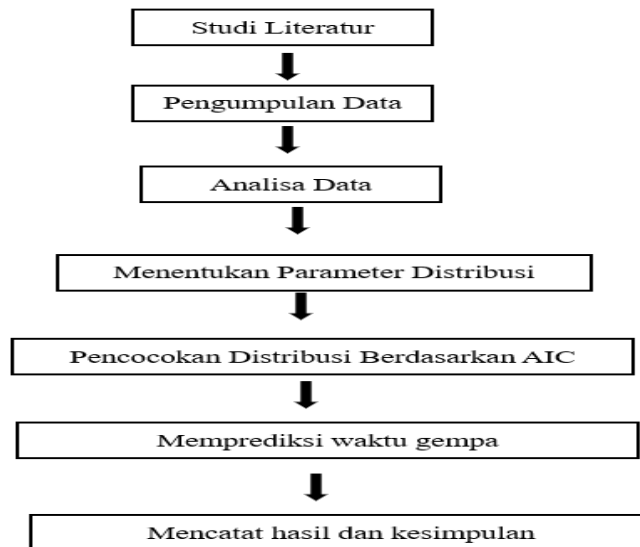 Studi Literatur
Pengumpulan Data
Analisa Data
Menentukan Parameter Distribusi
Pencocokan Distribusi Berdasarkan AIC
Memprediksi waktu gempa
Mencatat hasil dan kesimpulan